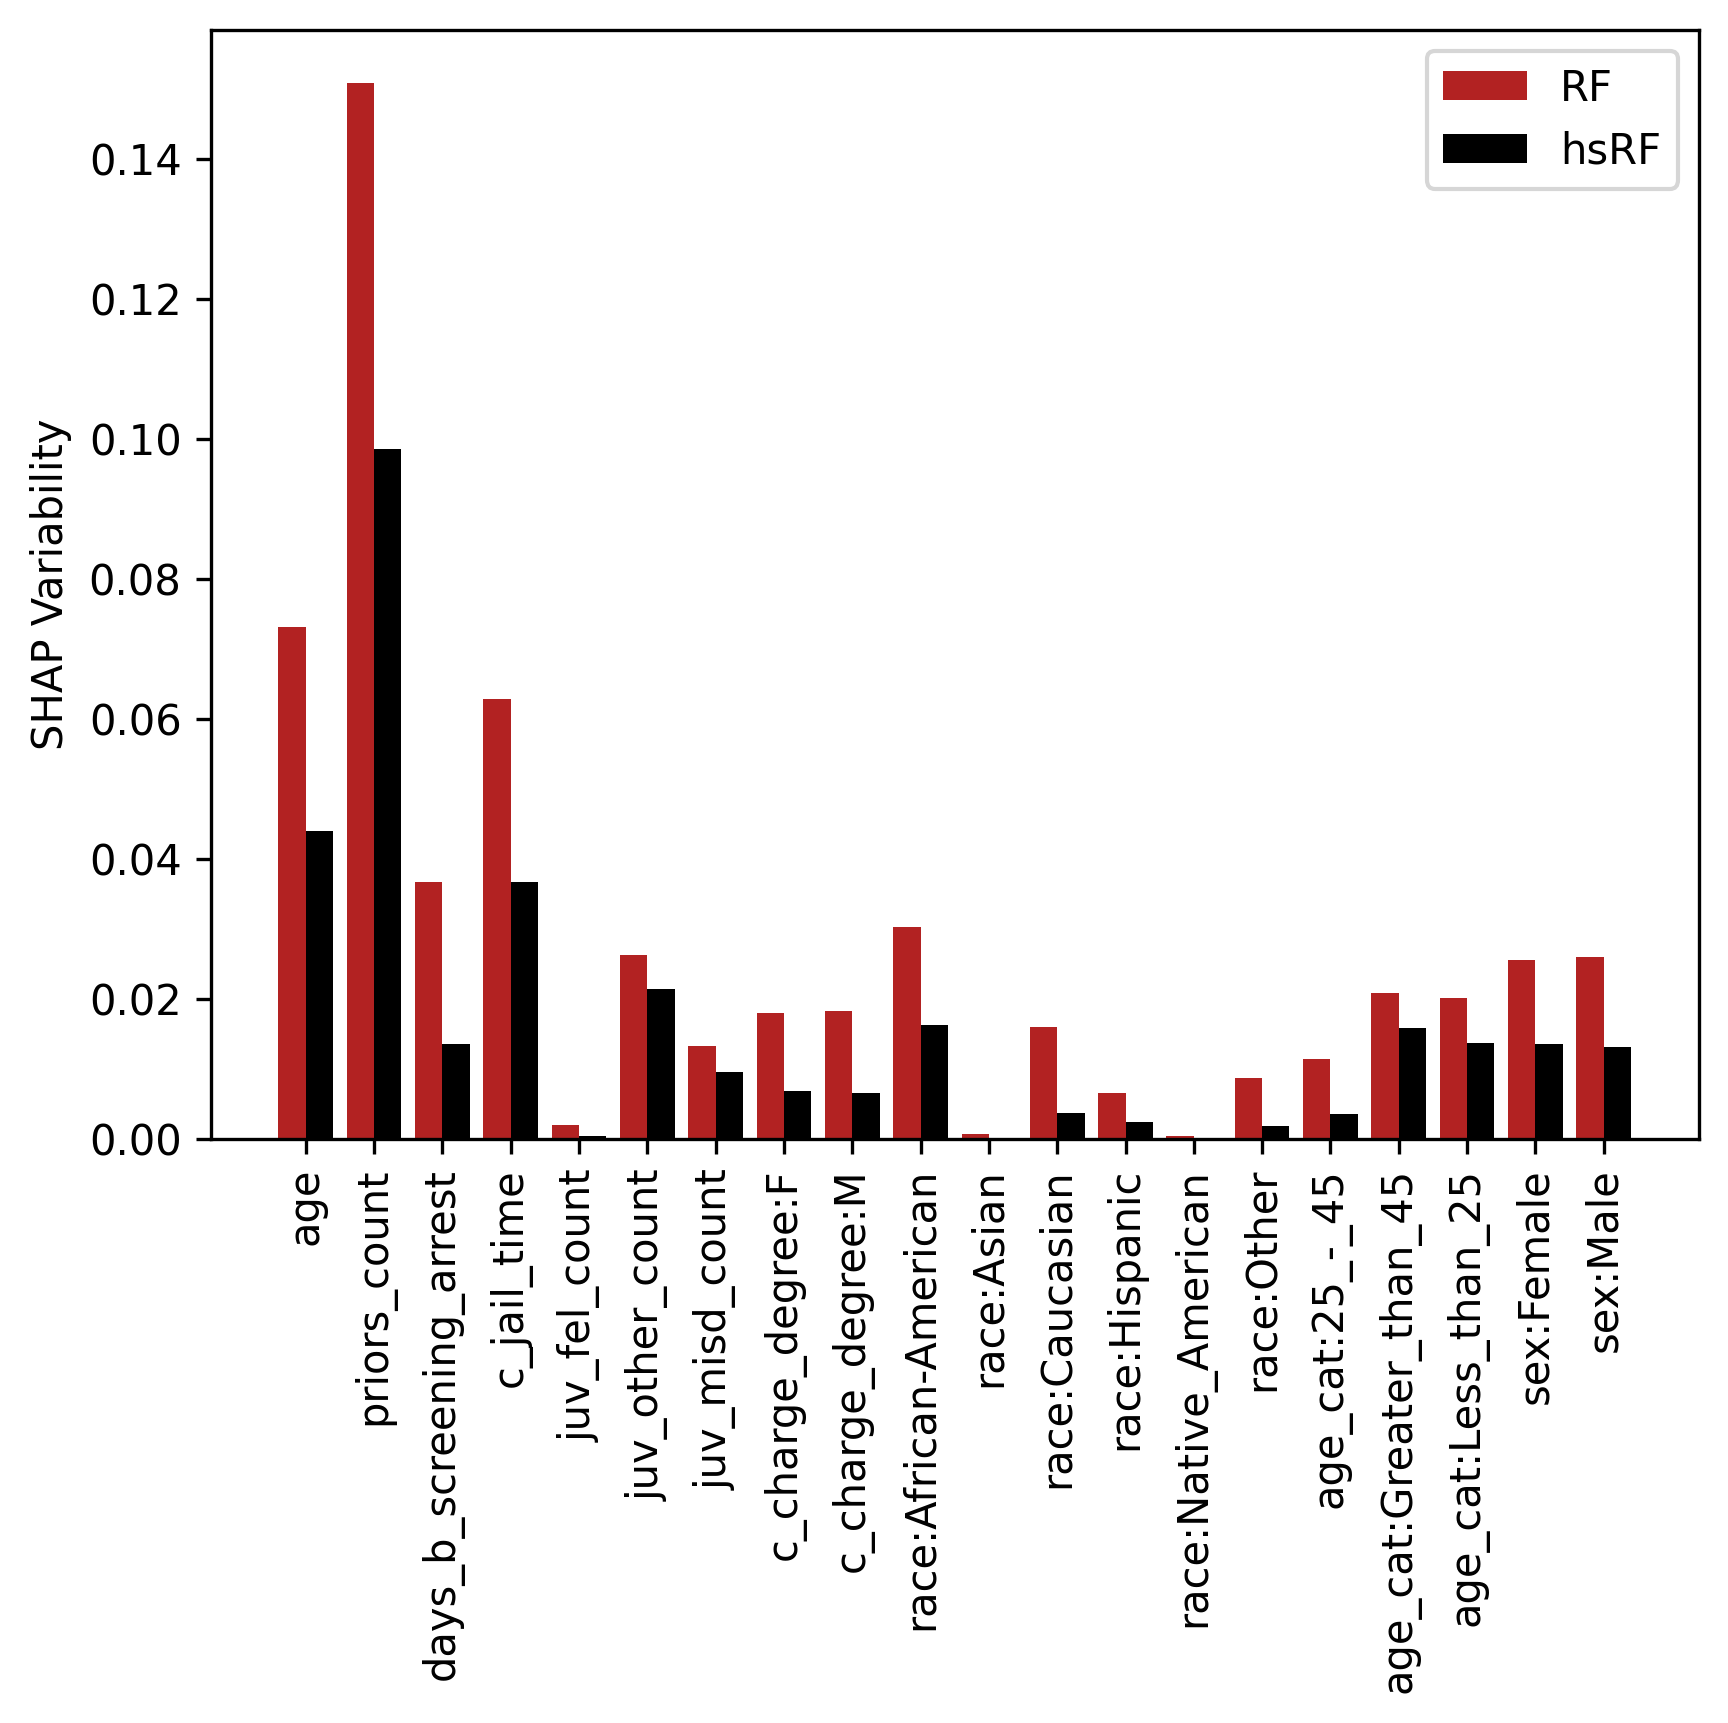 RF
hsRF
SHAP Variability
0.14
0.12
0.10
0.08
0.06
0.04
0.02
0.00
age
priors_count
days_b_screening_arrest
c_jail_time
juv_fel_count
juv_other_count
juv_misd_count
c_charge_degree:F
c_charge_degree:M
race:African-American
race:Asian
race:Caucasian
race:Hispanic
race:Native_American
race:Other
age_cat:25_-_45
age_cat:Greater_than_45
age_cat:Less_than_25
sex:Female
sex:Male